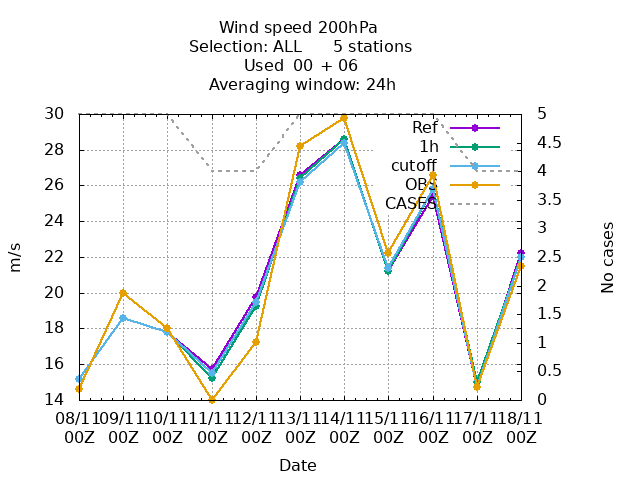 Wind speed 200hPa
Selection: ALL 5 stations
Used 00 + 06
Averaging window: 24h
30
28
26
24
22
20
18
16
14
m/s
5
4.5
4
3.5
3
2.5
2
1.5
1
0.5
0
No cases
Ref
1h
cutoff
OBS
CASES
08/11 09/11 10/11 11/11 12/11 13/11 14/11 15/11 16/11 17/11 18/11
00Z 00Z 00Z 00Z 00Z 00Z 00Z 00Z 00Z 00Z 00Z
Date